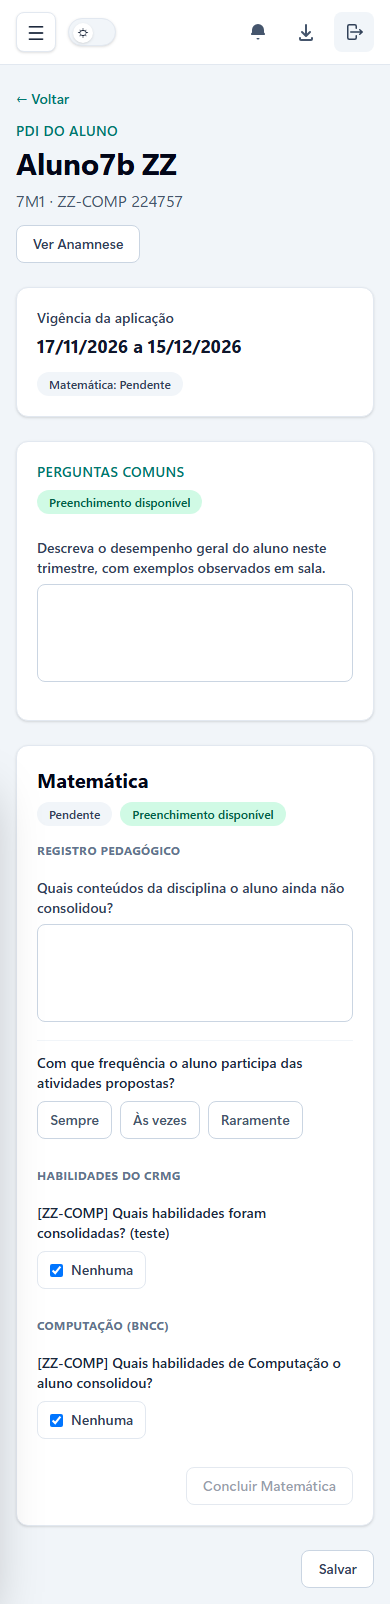 ← Voltar
PDI DO ALUNO
Aluno7b ZZ
7M1 · ZZ-COMP 224757
Ver Anamnese
Vigência da aplicação
17/11/2026 a 15/12/2026
Matemática: Pendente
PERGUNTAS COMUNS
Preenchimento disponível
Descreva o desempenho geral do aluno neste
trimestre, com exemplos observados em sala.
Matemática
Pendente Preenchimento disponível
REGISTRO PEDAGÓGICO
Quais conteúdos da disciplina o aluno ainda não
consolidou?
Com que frequência o aluno participa das
atividades propostas?
Sempre Às vezes Raramente
HABILIDADES DO CRMG
[ZZ-COMP] Quais habilidades foram
consolidadas? (teste)
Nenhuma
COMPUTAÇÃO (BNCC)
[ZZ-COMP] Quais habilidades de Computação o
aluno consolidou?
Nenhuma
Concluir Matemática
Salvar